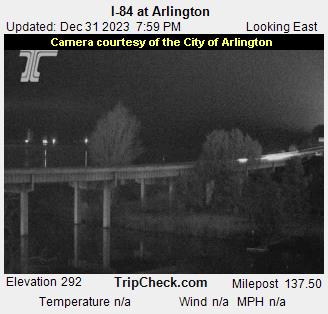 I-84 at Arlington
Updated: Dec 31 2023 7:59 PM Looking East
Camera courtesy of the City of Arlington
Elevation 292 TripCheck.com Milepost 137.50
Temperature n/a Wind n/a MPH n/a